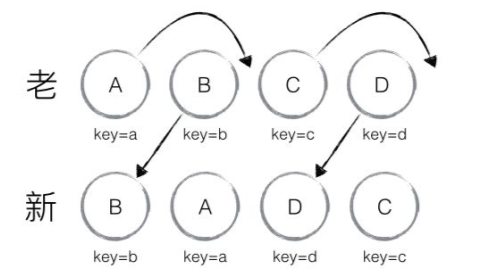 老 A B C D
key=a key=b key=c key=d
新 B A D C
key=b key=a key=d key=c